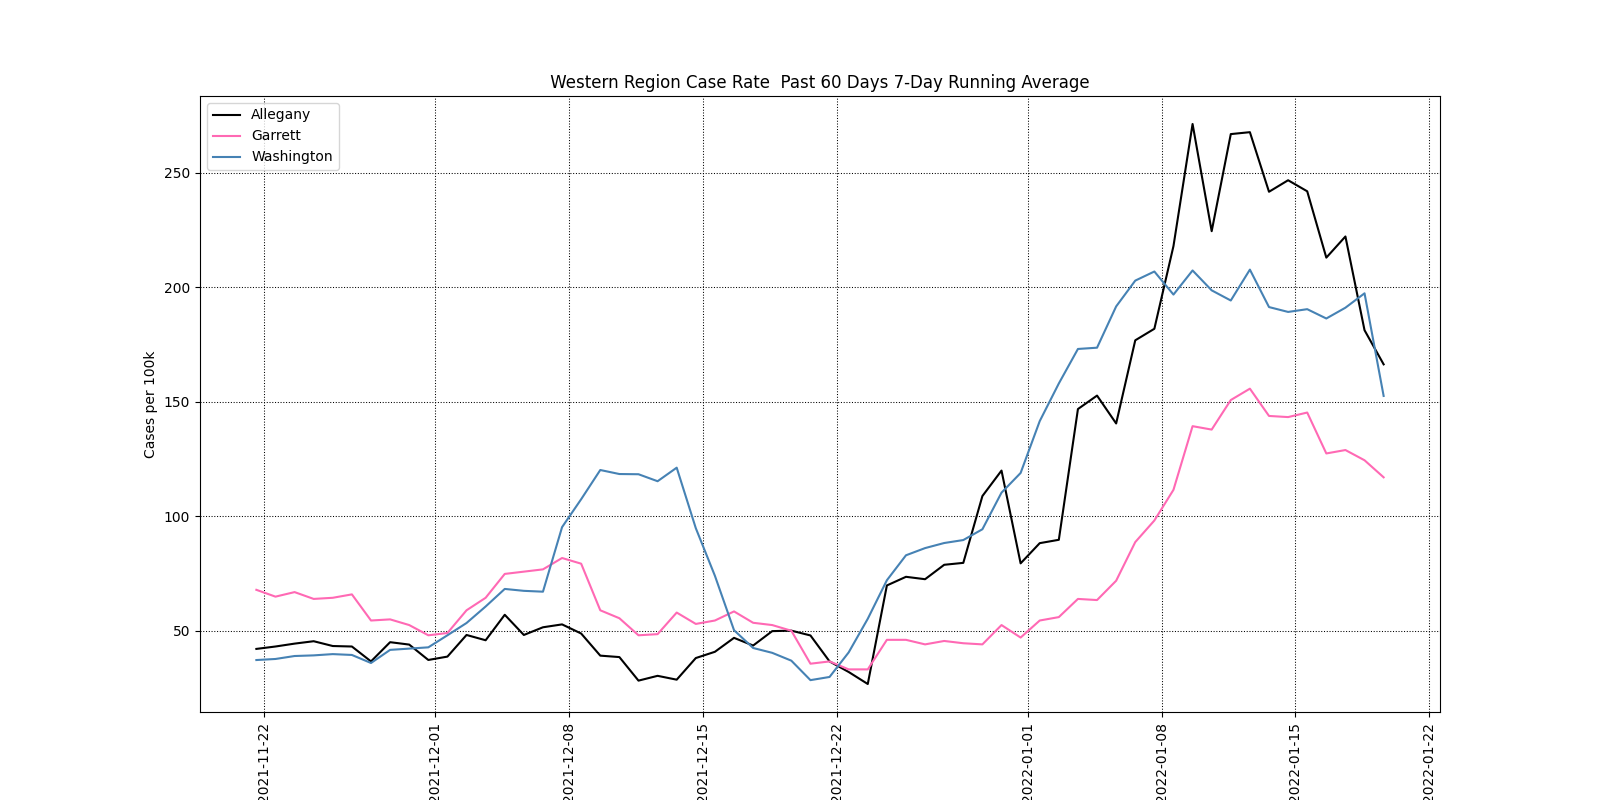 Western Region Case Rate  Past 60 Days 7-Day Running Average
Allegany
Garrett
Washington
Cases per 100k
250
200
150
100
50
2021-11-22
2021-12-01
2021-12-08
2021-12-15
2021-12-22
2022-01-01
2022-01-08
2022-01-15
2022-01-22